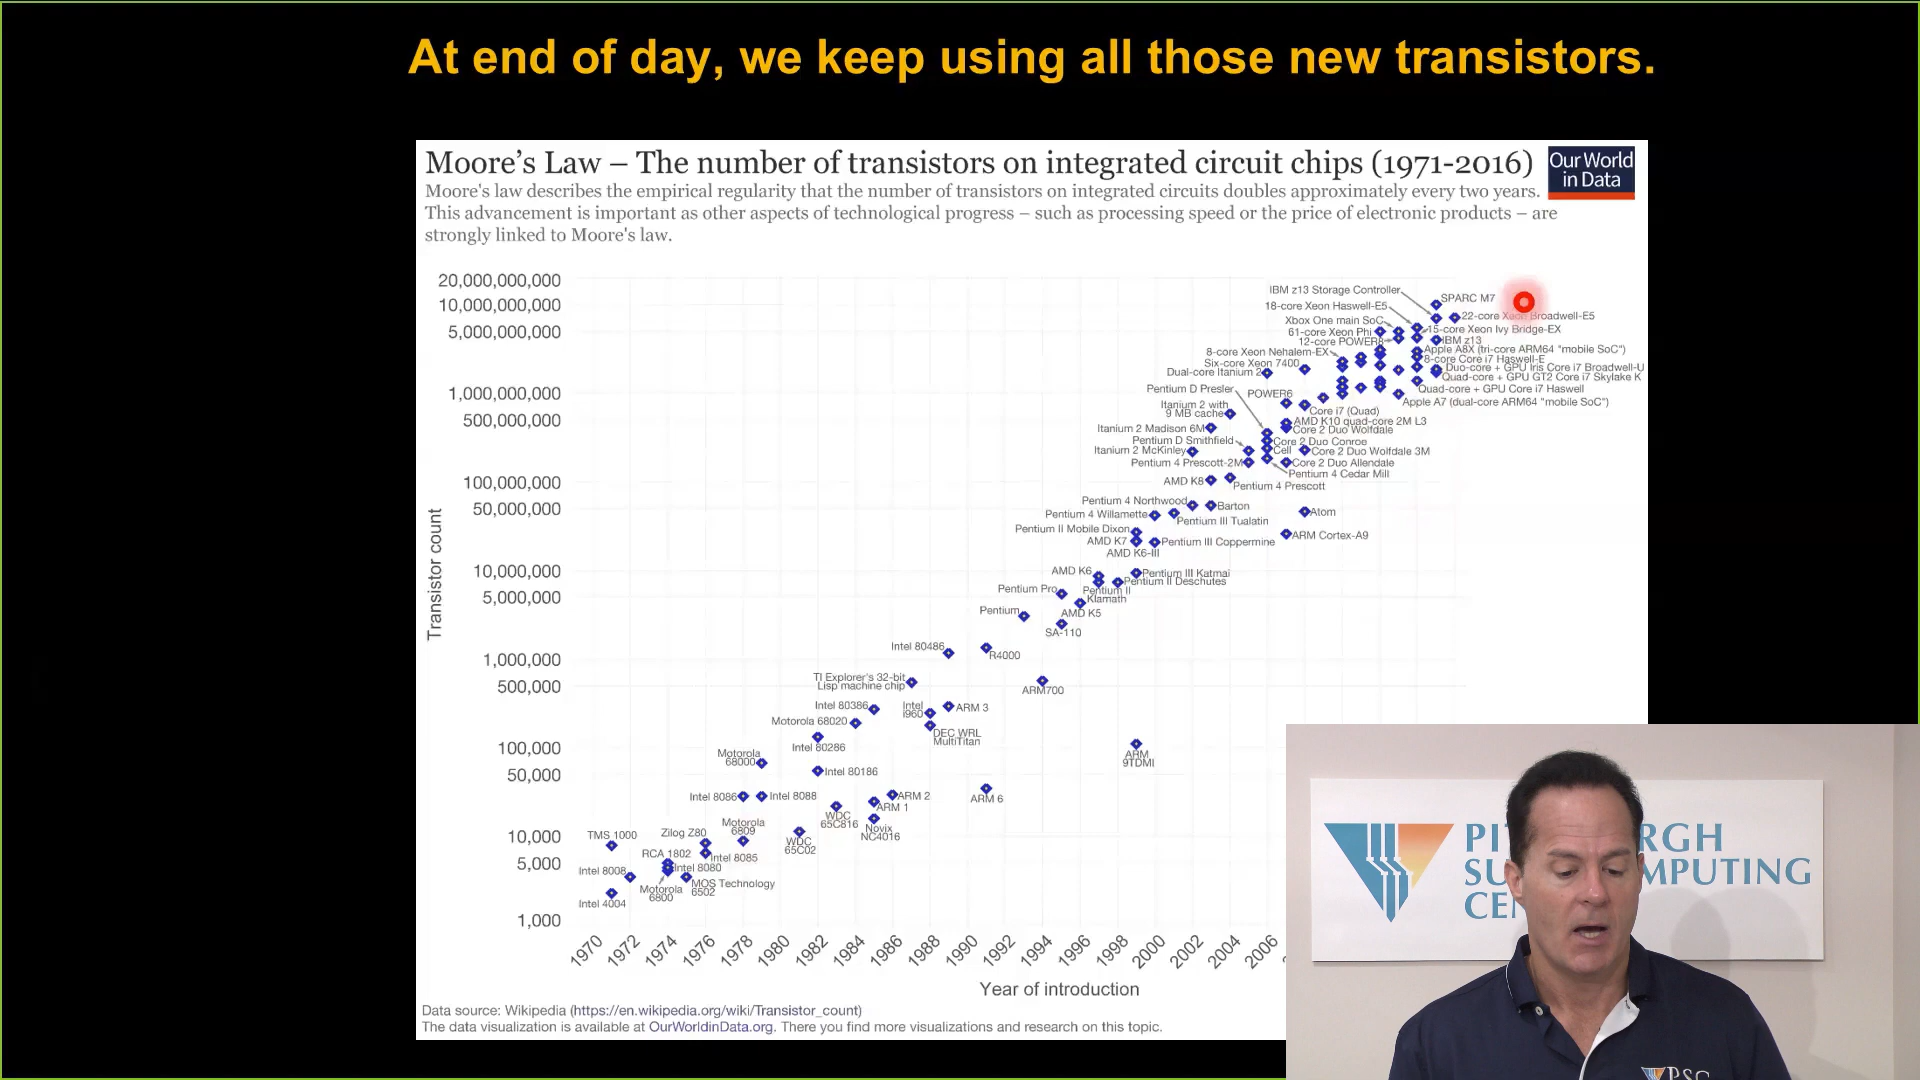 At end of day, we keep using all those new transistors.
Moore's Law – The number of transistors on integrated circuit chips (1971-2016)
Our World
in Data
Moore's law describes the empirical regularity that the number of transistors on integrated circuits doubles approximately every two years.
This advancement is important as other aspects of technological progress – such as processing speed or the price of electronic products – are
strongly linked to Moore's law.
Transistor count
20,000,000,000
10,000,000,000
5,000,000,000
1,000,000,000
500,000,000
100,000,000
50,000,000
10,000,000
5,000,000
1,000,000
500,000
100,000
50,000
10,000
5,000
1,000
IBM z13 Storage Controller
SPARC M7
18-core Xeon Haswell-E5
22-core Xeon Broadwell-E5
Xbox One main SoC
15-core Xeon Ivy Bridge-EX
61-core Xeon Phi
12-core POWER8
IBM z13
Apple A8X (tri-core ARM64 "mobile SoC")
8-core Xeon Nehalem-EX
8-core Core i7 Haswell-E
Six-core Xeon 7400
Duo-core + GPU Iris Core i7 Broadwell-U
Dual-core Itanium 2
Quad-core + GPU GT2 Core i7 Skylake K
Pentium D Presler
Quad-core + GPU Core i7 Haswell
POWER6
Apple A7 (dual-core ARM64 "mobile SoC")
Itanium 2 with
9 MB cache
Core i7 (Quad)
AMD K10 quad-core 2M L3
Itanium 2 Madison 6M
Core 2 Duo Wolfdale
Pentium D Smithfield
Core 2 Duo Conroe
Itanium 2 McKinley
Cell
Core 2 Duo Wolfdale 3M
Pentium 4 Prescott-2M
Core 2 Duo Allendale
Pentium 4 Cedar Mill
AMD K8
Pentium 4 Prescott
Pentium 4 Northwood
Barton
Pentium 4 Willamette
Pentium III Tualatin
Atom
Pentium II Mobile Dixon
ARM Cortex-A9
AMD K7
Pentium III Coppermine
AMD K6-III
AMD K6
Pentium III Katmai
Pentium II Deschutes
Pentium Pro
Pentium II
Klamath
Pentium
AMD K5
SA-110
Intel 80486
R4000
TI Explorer's 32-bit
Lisp machine chip
ARM700
Intel 80386
Intel
i960
ARM 3
Motorola 68020
DEC WRL
MultiTitan
Intel 80286
Motorola
68000
ARM
9TDMI
Intel 80186
Intel 8086
Intel 8088
ARM 2
ARM 6
ARM 1
WDC
65C816
Novix
NC4016
Motorola
6809
TMS 1000
Zilog Z80
WDC
65C02
RCA 1802
Intel 8085
Intel 8008
Intel 8080
MOS Technology
6502
Motorola
6800
Intel 4004
1970
1972
1974
1976
1978
1980
1982
1984
1986
1988
1990
1992
1994
1996
1998
2000
2002
2004
2006
Year of introduction
Data source: Wikipedia (https://en.wikipedia.org/wiki/Transistor_count)
The data visualization is available at OurWorldinData.org. There you find more visualizations and research on this topic.
PI RGH
SU MPUTING
CEN
PSC